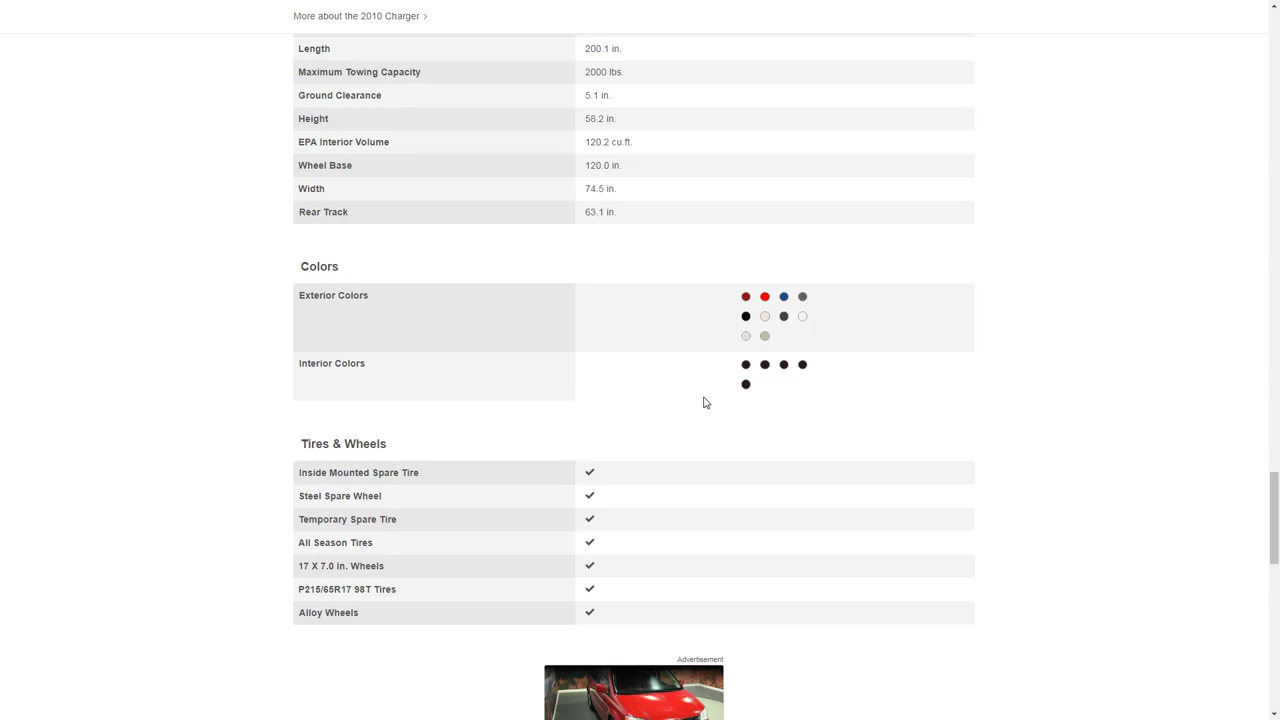 More about the 2010 Charger
Length 200.1 in.
Maximum Towing Capacity 2000 lbs.
Ground Clearance 5.1 in.
Height 58.2 in.
EPA Interior Volume 120.2 cu.ft.
Wheel Base 120.0 in.
Width 74.5 in.
Rear Track 63.1 in.
Colors
Exterior Colors
Interior Colors
Tires & Wheels
Inside Mounted Spare Tire
Steel Spare Wheel
Temporary Spare Tire
All Season Tires
17 X 7.0 in. Wheels
P215/65R17 98T Tires
Alloy Wheels
Advertisement